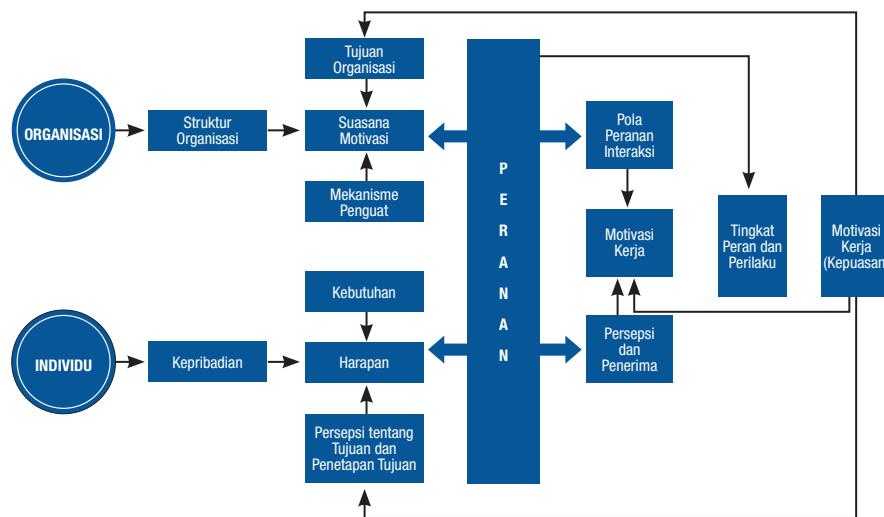 Tujuan
Organisasi
ORGANISASI
Struktur
Organisasi
Suasana
Motivasi
Mekanisme
Penguat
P
E
R
A
N
A
N
Pola
Peranan
Interaksi
Motivasi
Kerja
Tingkat
Peran dan
Perilaku
Motivasi
Kerja
(Kepuasan
Kebutuhan
INDIVIDU
Kepribadian
Harapan
Persepsi
dan
Penerima
Persepsi tentang
Tujuan dan
Penetapan Tujuan